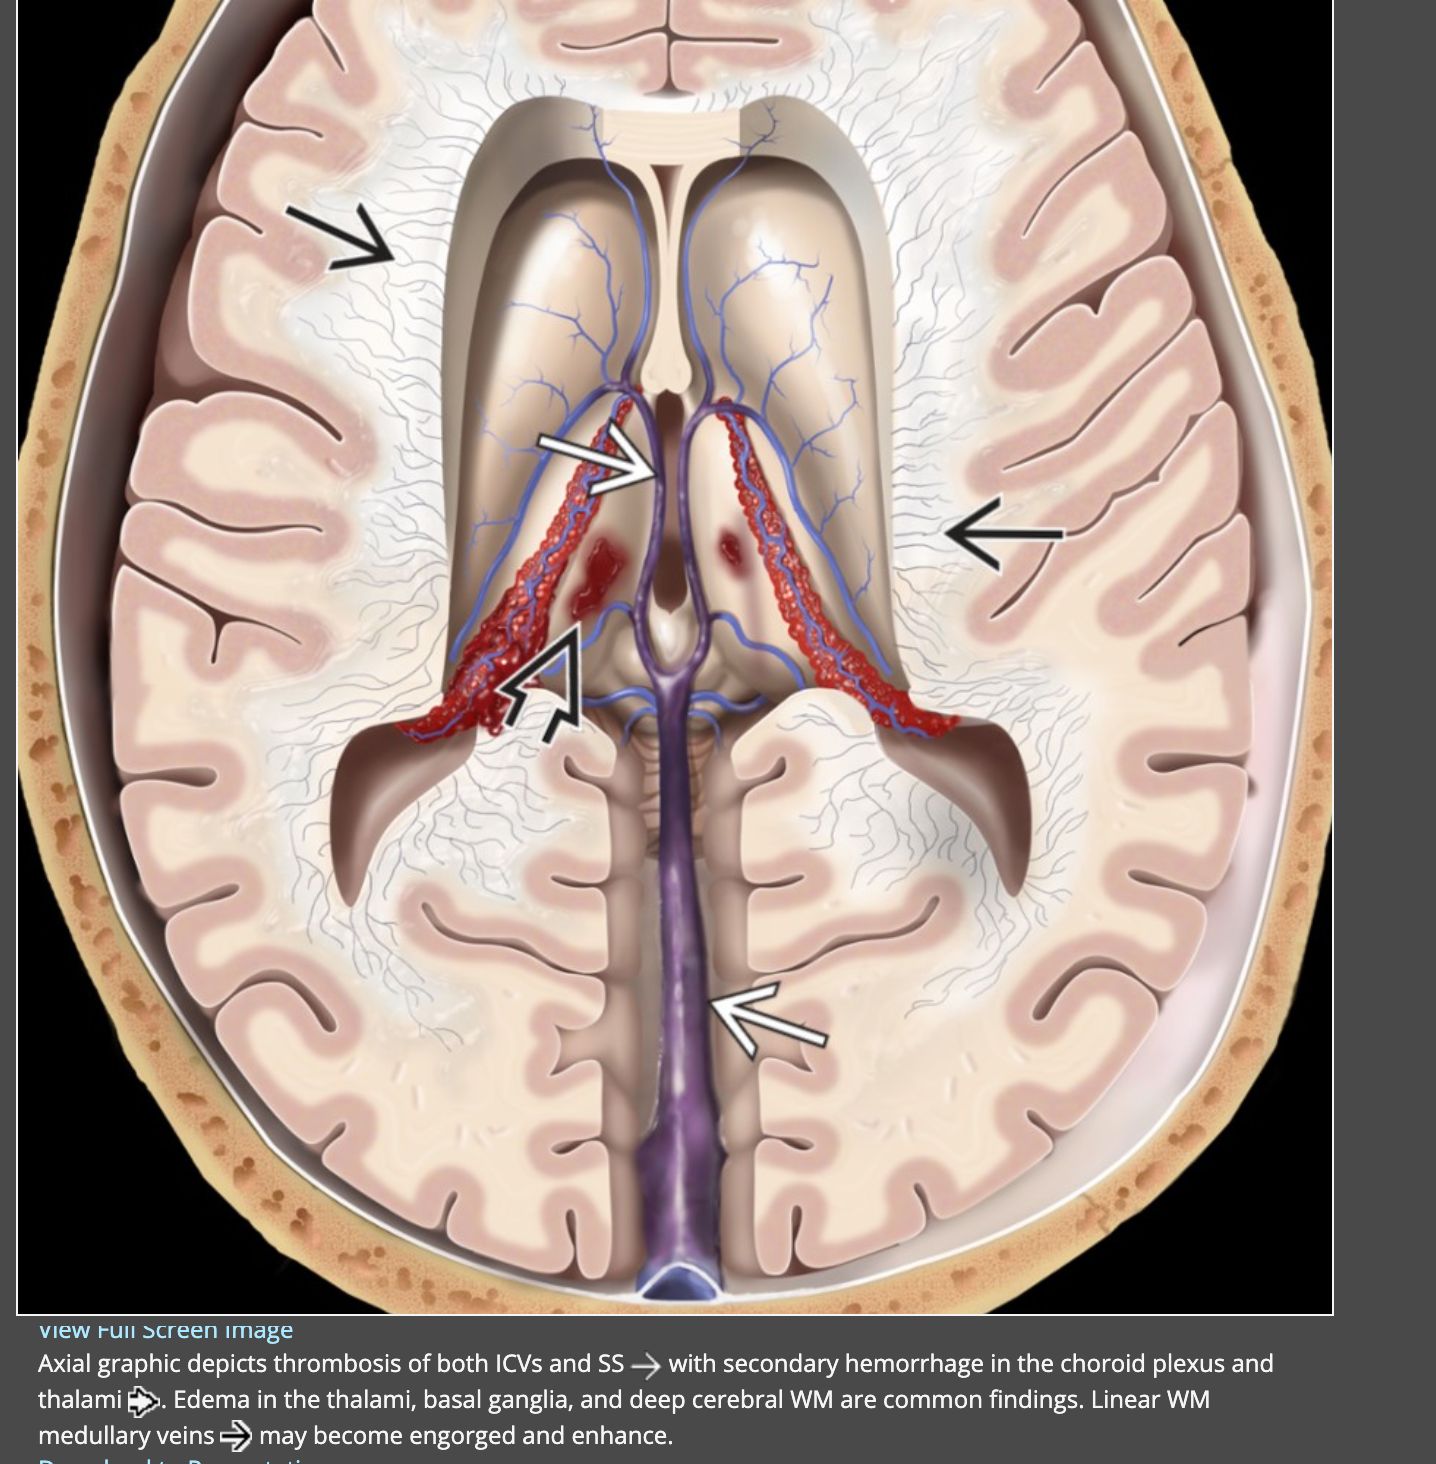 View Full Screen Image
Axial graphic depicts thrombosis of both ICVs and SS → with secondary hemorrhage in the choroid plexus and
thalami ⇨. Edema in the thalami, basal ganglia, and deep cerebral WM are common findings. Linear WM
medullary veins → may become engorged and enhance.